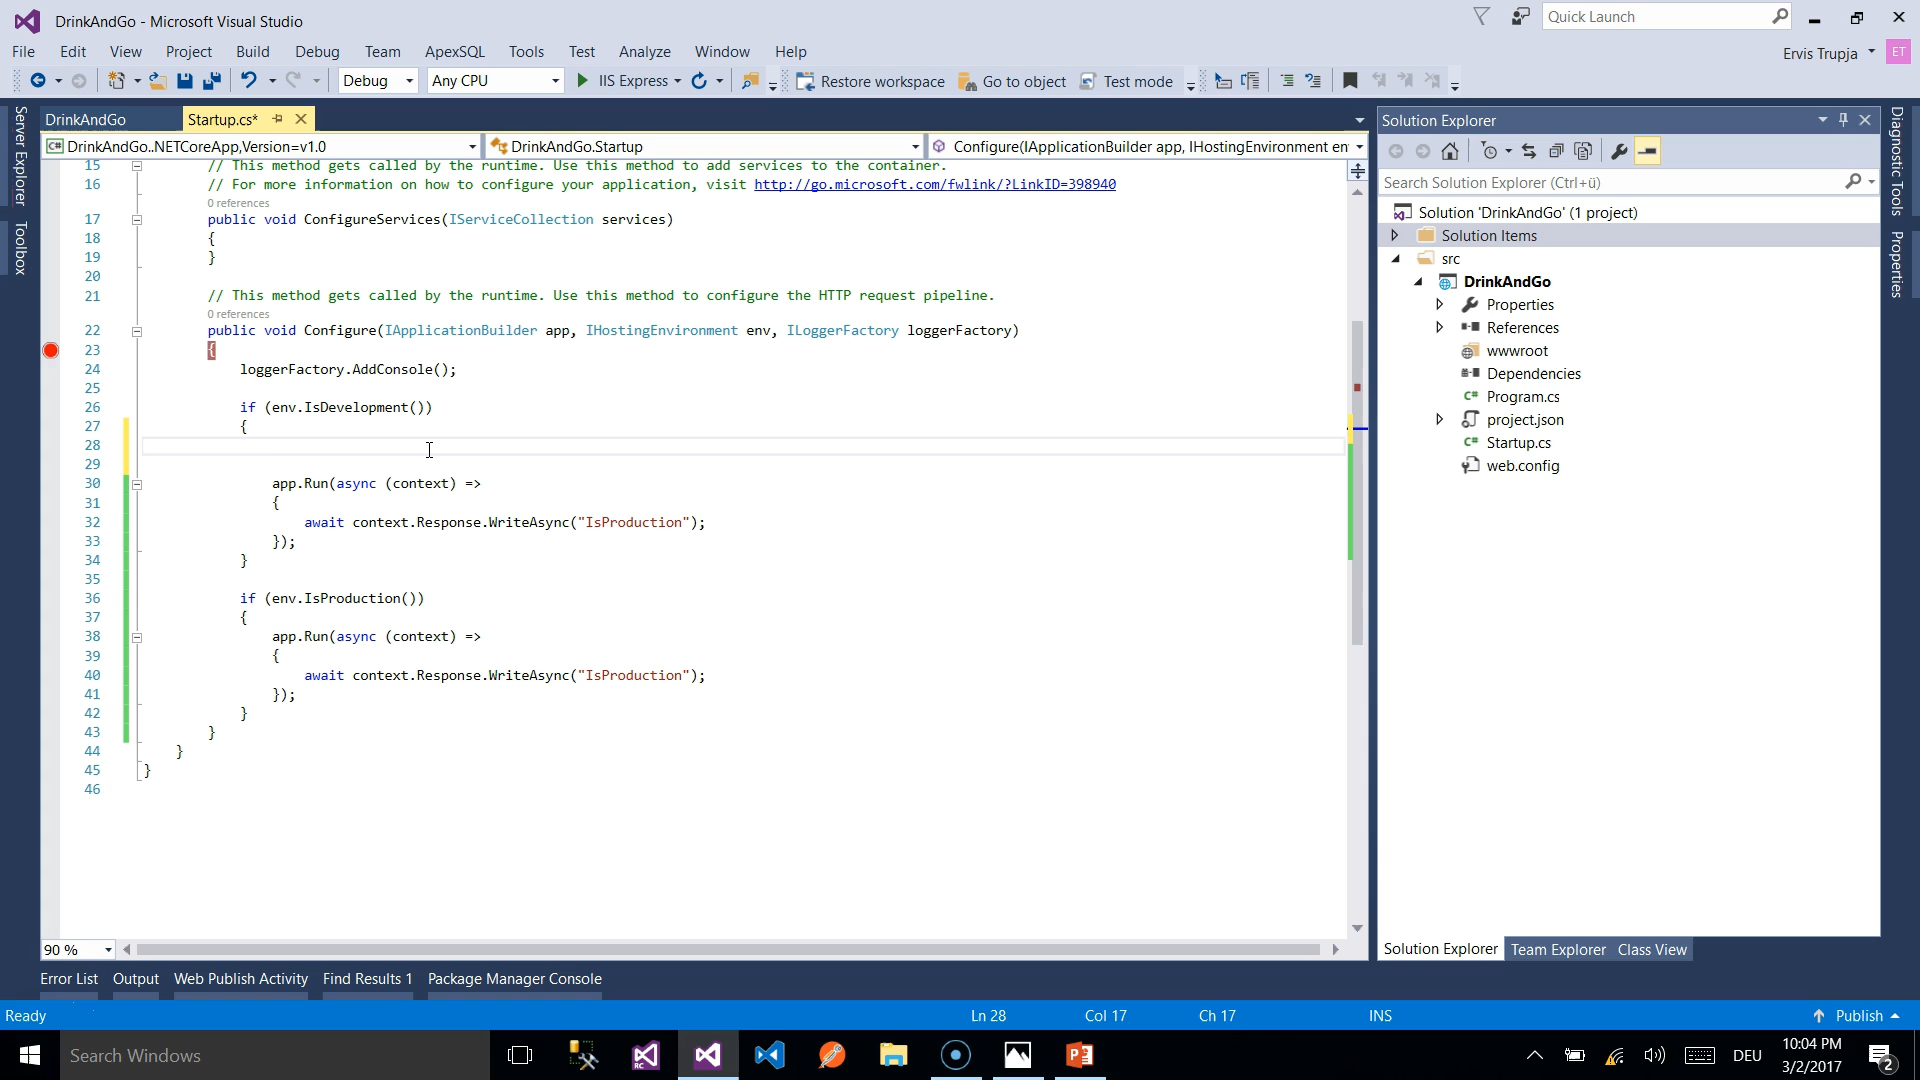 DrinkAndGo - Microsoft Visual Studio
Quick Launch
File Edit View Project Build Debug Team ApexSQL Tools Test Analyze Window Help
Ervis Trupja ET
Debug Any CPU IIS Express Restore workspace Go to object Test mode
Server Explorer
Toolbox
DrinkAndGo Startup.cs*
DrinkAndGo..NETCoreApp,Version=v1.0 DrinkAndGo.Startup Configure(IApplicationBuilder app, IHostingEnvironment en
15 // This method gets called by the runtime. Use this method to add services to the container.
16 // For more information on how to configure your application, visit http://go.microsoft.com/fwlink/?LinkID=398940
0 references
17 public void ConfigureServices(IServiceCollection services)
18 {
19 }
20
21 // This method gets called by the runtime. Use this method to configure the HTTP request pipeline.
0 references
22 public void Configure(IApplicationBuilder app, IHostingEnvironment env, ILoggerFactory loggerFactory)
23 {
24 loggerFactory.AddConsole();
25
26 if (env.IsDevelopment())
27 {
28
29
30 app.Run(async (context) =>
31 {
32 await context.Response.WriteAsync("IsProduction");
33 });
34 }
35
36 if (env.IsProduction())
37 {
38 app.Run(async (context) =>
39 {
40 await context.Response.WriteAsync("IsProduction");
41 });
42 }
43 }
44 }
45 }
46
90 %
Solution Explorer
Search Solution Explorer (Ctrl+ü)
Solution 'DrinkAndGo' (1 project)
Solution Items
src
DrinkAndGo
Properties
References
wwwroot
Dependencies
Program.cs
project.json
Startup.cs
web.config
Solution Explorer Team Explorer Class View
Diagnostic Tools
Properties
Error List Output Web Publish Activity Find Results 1 Package Manager Console
Ready Ln 28 Col 17 Ch 17 INS Publish
Search Windows
RC
DEU
10:04 PM
3/2/2017
2